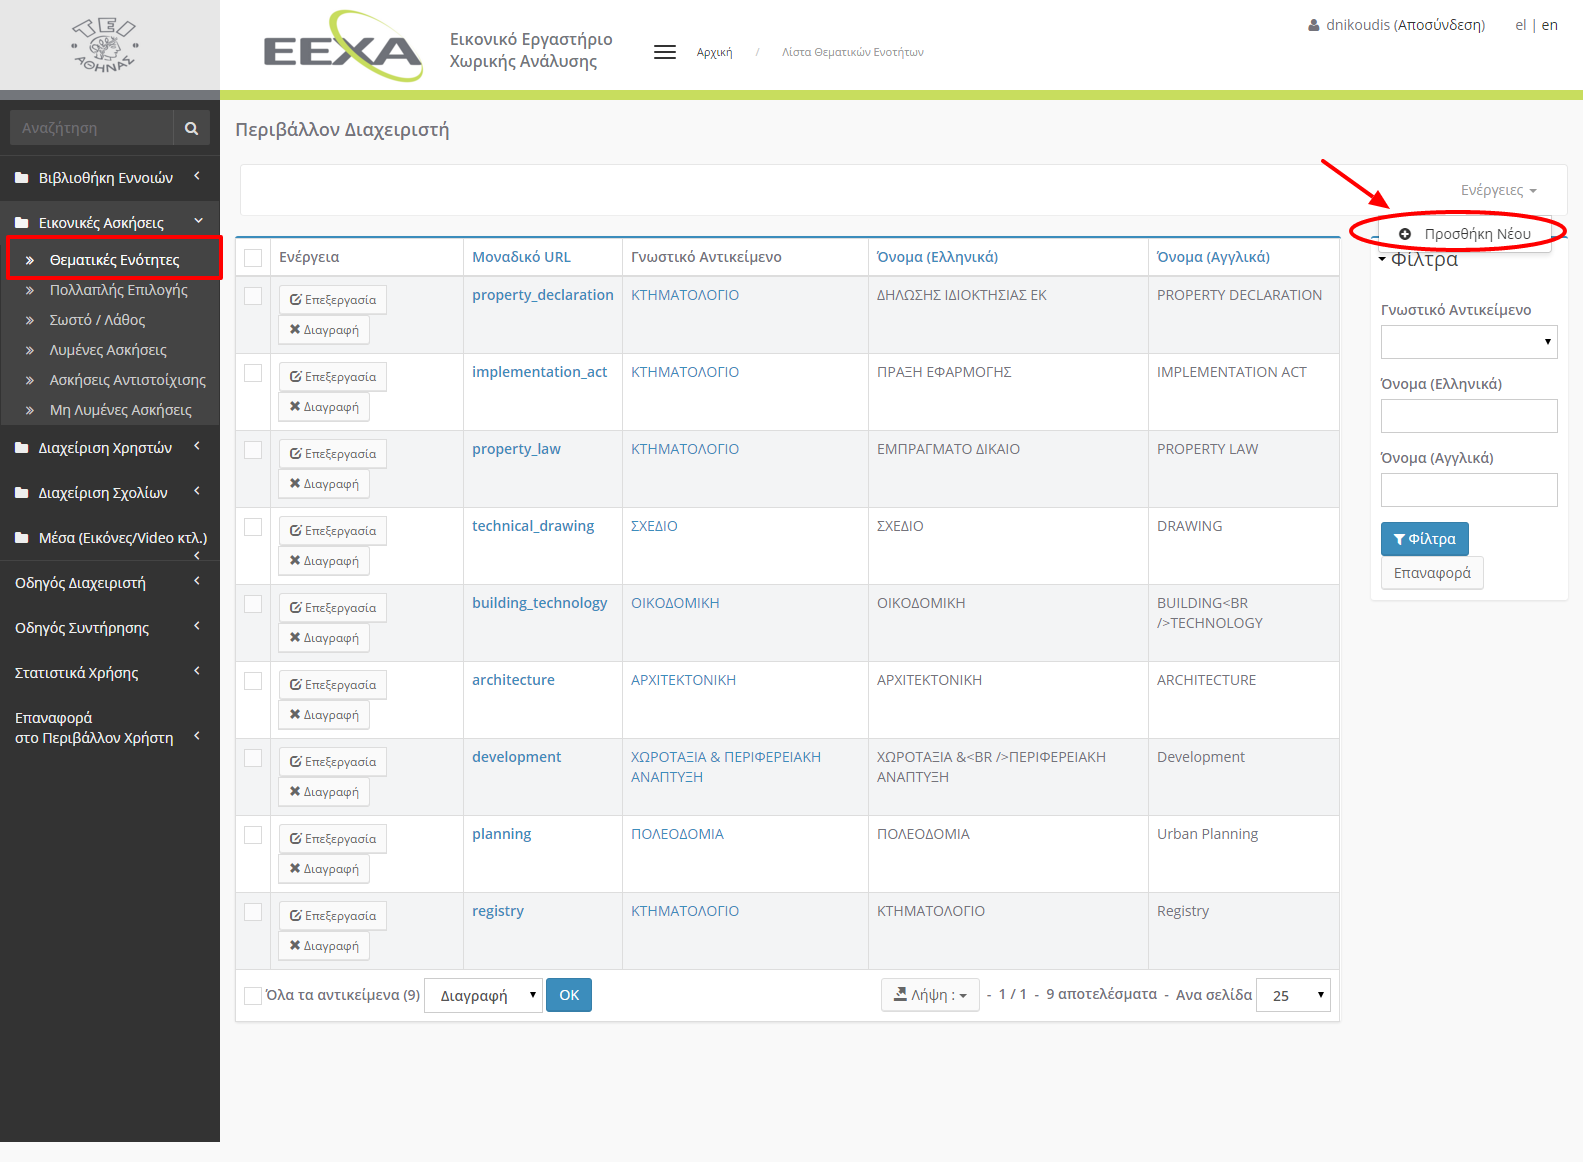 ΤΕΙ
ΑΘΗΝΑΣ
ΕΕΧΑ
Εικονικό Εργαστήριο
Χωρικής Ανάλυσης
Αρχική / Λίστα Θεματικών Ενοτήτων
dnikoudis (Αποσύνδεση) el | en
Αναζήτηση
Βιβλιοθήκη Εννοιών
Εικονικές Ασκήσεις
Θεματικές Ενότητες
Πολλαπλής Επιλογής
Σωστό / Λάθος
Λυμένες Ασκήσεις
Ασκήσεις Αντιστοίχισης
Μη Λυμένες Ασκήσεις
Διαχείριση Χρηστών
Διαχείριση Σχολίων
Μέσα (Εικόνες/Video κτλ.)
Οδηγός Διαχειριστή
Οδηγός Συντήρησης
Στατιστικά Χρήσης
Επαναφορά
στο Περιβάλλον Χρήστη
Περιβάλλον Διαχειριστή
Ενέργειες
Προσθήκη Νέου
Ενέργεια Μοναδικό URL Γνωστικό Αντικείμενο Όνομα (Ελληνικά) Όνομα (Αγγλικά)
Επεξεργασία property_declaration ΚΤΗΜΑΤΟΛΟΓΙΟ ΔΗΛΩΣΗΣ ΙΔΙΟΚΤΗΣΙΑΣ ΕΚ PROPERTY DECLARATION
Διαγραφή
Επεξεργασία implementation_act ΚΤΗΜΑΤΟΛΟΓΙΟ ΠΡΑΞΗ ΕΦΑΡΜΟΓΗΣ IMPLEMENTATION ACT
Διαγραφή
Επεξεργασία property_law ΚΤΗΜΑΤΟΛΟΓΙΟ ΕΜΠΡΑΓΜΑΤΟ ΔΙΚΑΙΟ PROPERTY LAW
Διαγραφή
Επεξεργασία technical_drawing ΣΧΕΔΙΟ ΣΧΕΔΙΟ DRAWING
Διαγραφή
Επεξεργασία building_technology ΟΙΚΟΔΟΜΙΚΗ ΟΙΚΟΔΟΜΙΚΗ BUILDING<BR
Διαγραφή />TECHNOLOGY
Επεξεργασία architecture ΑΡΧΙΤΕΚΤΟΝΙΚΗ ΑΡΧΙΤΕΚΤΟΝΙΚΗ ARCHITECTURE
Διαγραφή
Επεξεργασία development ΧΩΡΟΤΑΞΙΑ & ΠΕΡΙΦΕΡΕΙΑΚΗ ΧΩΡΟΤΑΞΙΑ &<BR />ΠΕΡΙΦΕΡΕΙΑΚΗ Development
Διαγραφή ΑΝΑΠΤΥΞΗ ΑΝΑΠΤΥΞΗ
Επεξεργασία planning ΠΟΛΕΟΔΟΜΙΑ ΠΟΛΕΟΔΟΜΙΑ Urban Planning
Διαγραφή
Επεξεργασία registry ΚΤΗΜΑΤΟΛΟΓΙΟ ΚΤΗΜΑΤΟΛΟΓΙΟ Registry
Διαγραφή
Όλα τα αντικείμενα (9) Διαγραφή OK Λήψη : - 1 / 1 - 9 αποτελέσματα - Ανα σελίδα 25
Φίλτρα
Γνωστικό Αντικείμενο
Όνομα (Ελληνικά)
Όνομα (Αγγλικά)
Φίλτρα
Επαναφορά